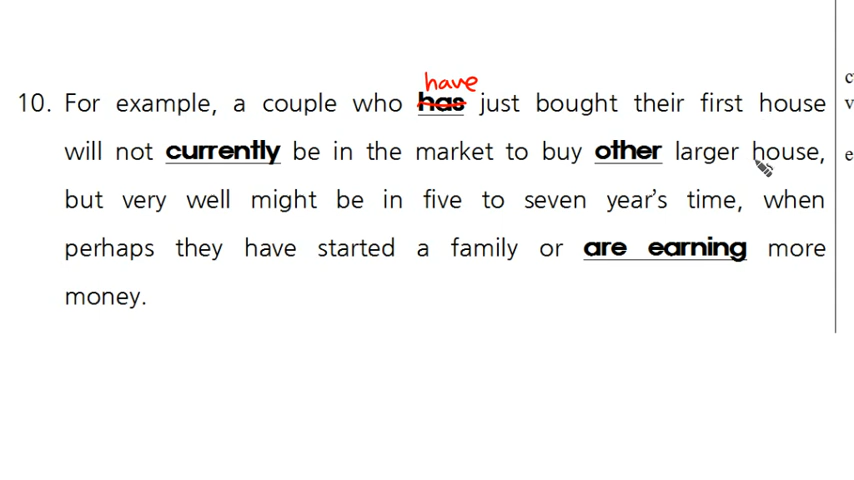 have
10. For example, a couple who has just bought their first house
will not currently be in the market to buy other larger house,
but very well might be in five to seven year's time, when
perhaps they have started a family or are earning more
money.
c
v
e